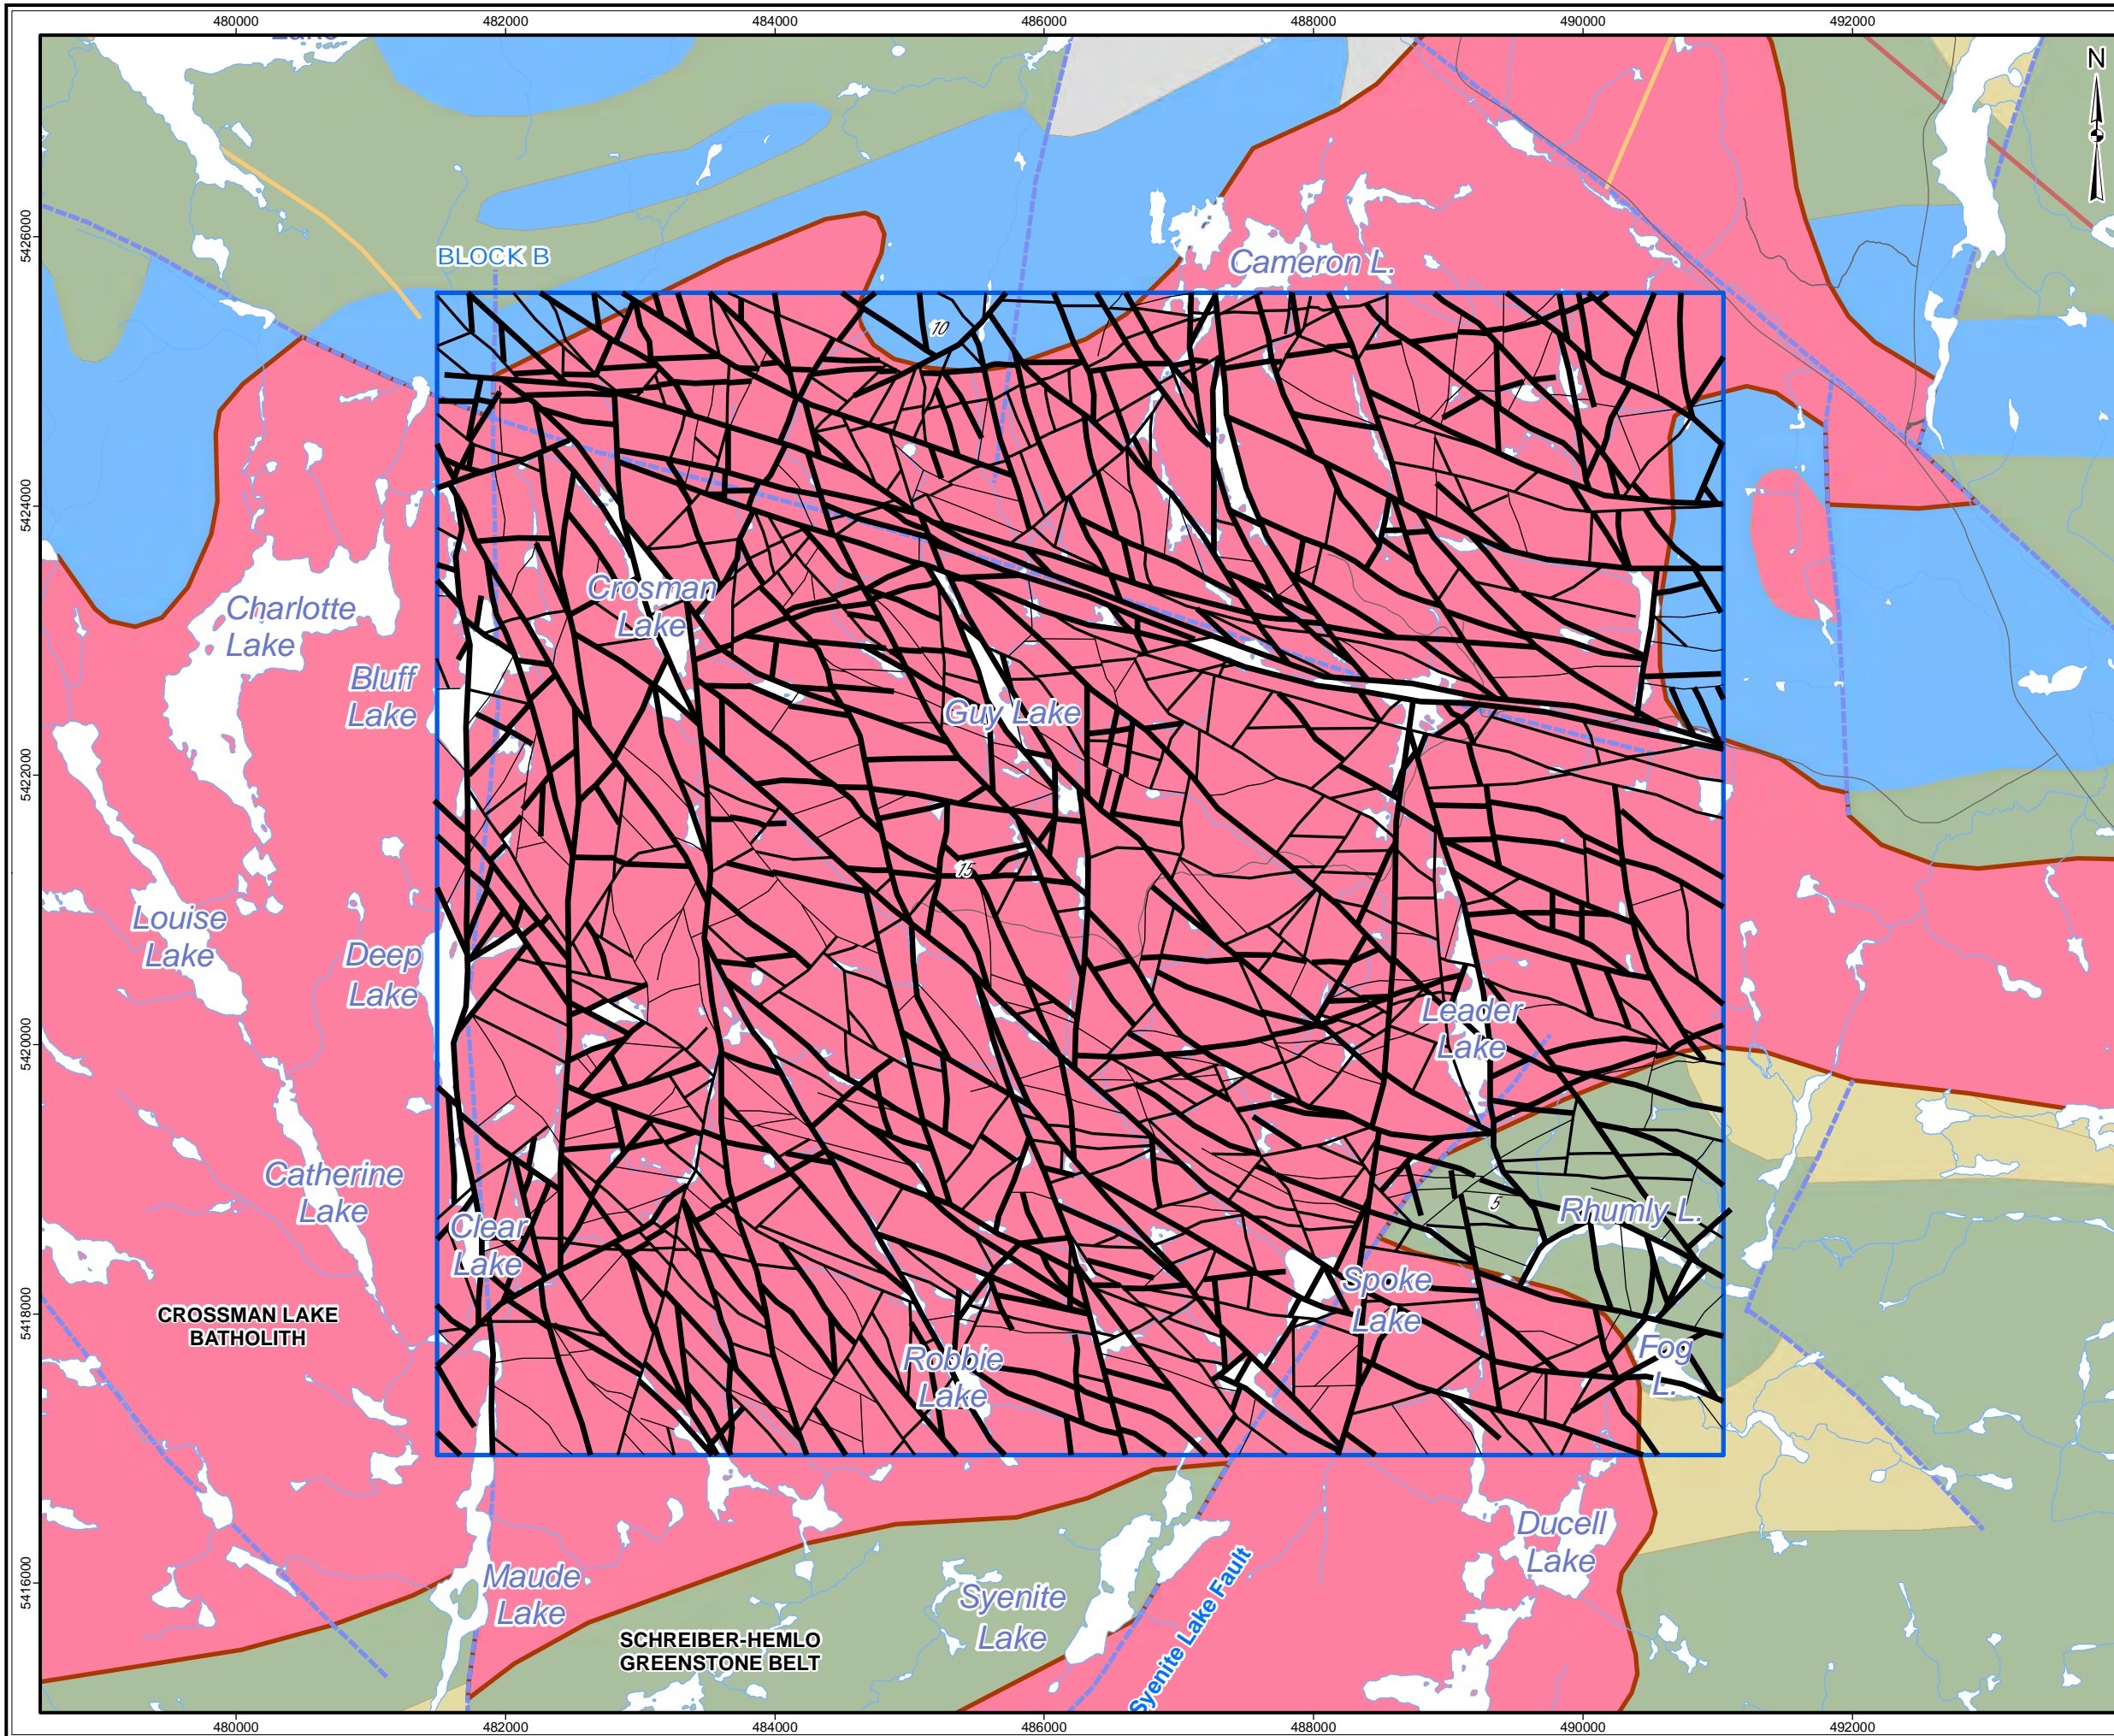 480000
482000
484000
486000
488000
490000
492000
Lake
N
5426000
BLOCK B
Cameron L.
10
5424000
Crosman
Lake
Charlotte
Lake
Bluff
Lake
Guy Lake
5422000
15
Louise
Lake
Deep
Lake
Leader
Lake
5420000
Catherine
Lake
Clear
Lake
5
Rhumly L.
Spoke
Lake
5418000
CROSSMAN LAKE
BATHOLITH
Robbie
Lake
Fog
L.
Ducell
Lake
5416000
Maude
Lake
Syenite
Lake
Syenite Lake Fault
SCHREIBER-HEMLO
GREENSTONE BELT
480000
482000
484000
486000
488000
490000
492000